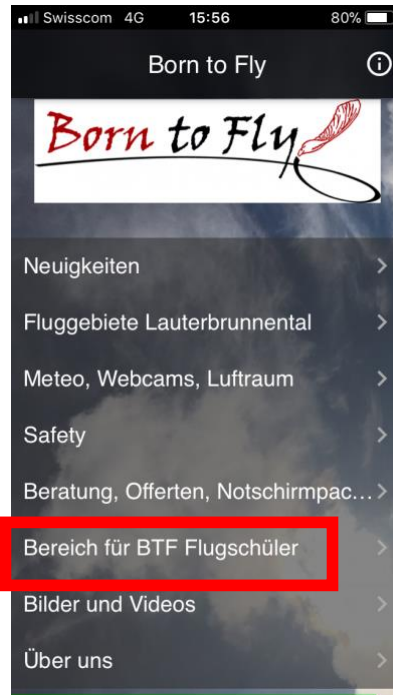 Swisscom 4G 15:56 80%
Born to Fly
Born to Fly
Neuigkeiten
Fluggebiete Lauterbrunnental
Meteo, Webcams, Luftraum
Safety
Beratung, Offerten, Notschirmpac...
Bereich für BTF Flugschüler
Bilder und Videos
Über uns